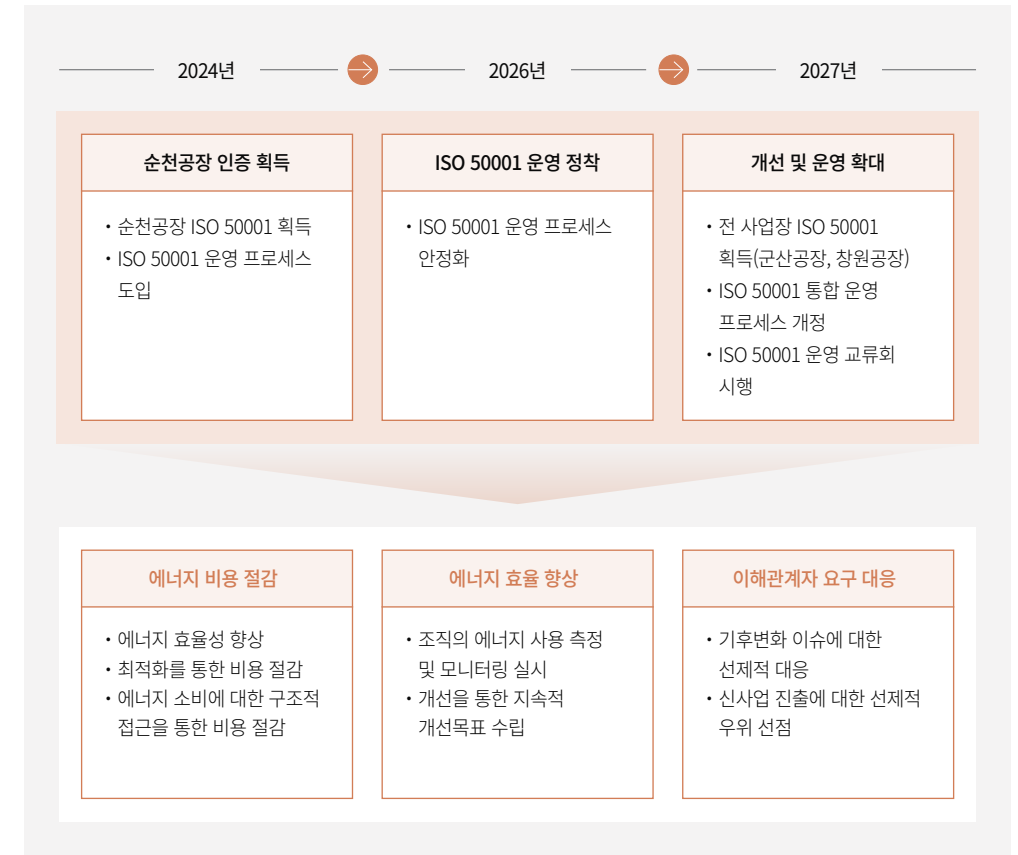 2024년
2026년
2027년
순천공장 인증 획득
• 순천공장 ISO 50001 획득
• ISO 50001 운영 프로세스
도입
ISO 50001 운영 정착
• ISO 50001 운영 프로세스
안정화
개선 및 운영 확대
• 전 사업장 ISO 50001
획득(군산공장, 창원공장)
• ISO 50001 통합 운영
프로세스 개정
• ISO 50001 운영 교류회
시행
에너지 비용 절감
• 에너지 효율성 향상
• 최적화를 통한 비용 절감
• 에너지 소비에 대한 구조적
접근을 통한 비용 절감
에너지 효율 향상
• 조직의 에너지 사용 측정
및 모니터링 실시
• 개선을 통한 지속적
개선목표 수립
이해관계자 요구 대응
• 기후변화 이슈에 대한
선제적 대응
• 신사업 진출에 대한 선제적
우위 선점